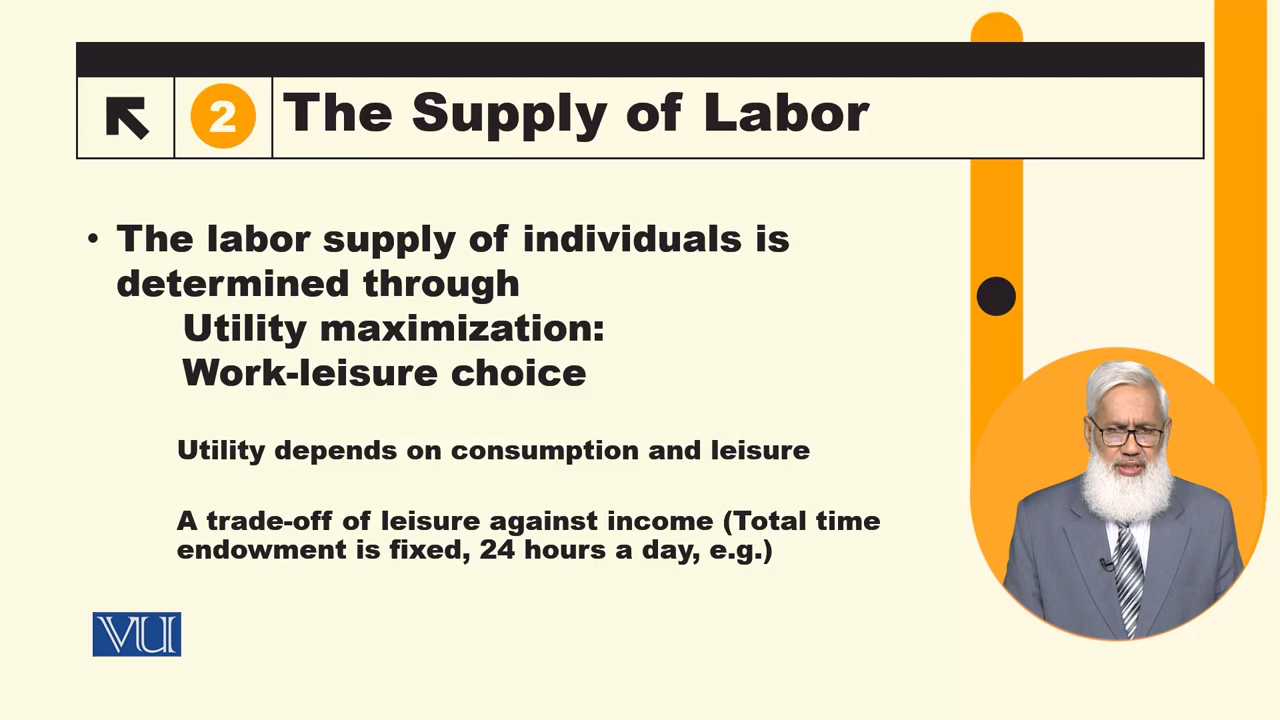 2 The Supply of Labor
• The labor supply of individuals is
determined through
Utility maximization:
Work-leisure choice
Utility depends on consumption and leisure
A trade-off of leisure against income (Total time
endowment is fixed, 24 hours a day, e.g.)
VU